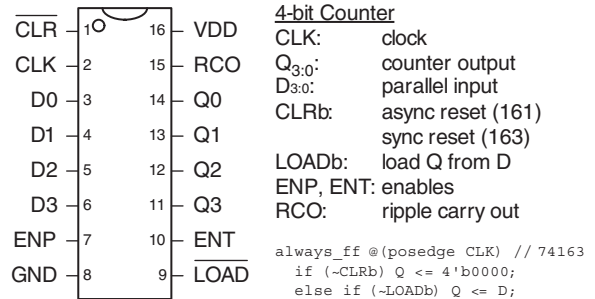 CLR 1 16 VDD
CLK 2 15 RCO
D0 3 14 Q0
D1 4 13 Q1
D2 5 12 Q2
D3 6 11 Q3
ENP 7 10 ENT
GND 8 9 LOAD
4-bit Counter
CLK: clock
Q3:0: counter output
D3:0: parallel input
CLRb: async reset (161)
sync reset (163)
LOADb: load Q from D
ENP, ENT: enables
RCO: ripple carry out
always_ff @(posedge CLK) // 74163
if (~CLRb) Q <= 4'b0000;
else if (~LOADb) Q <= D;